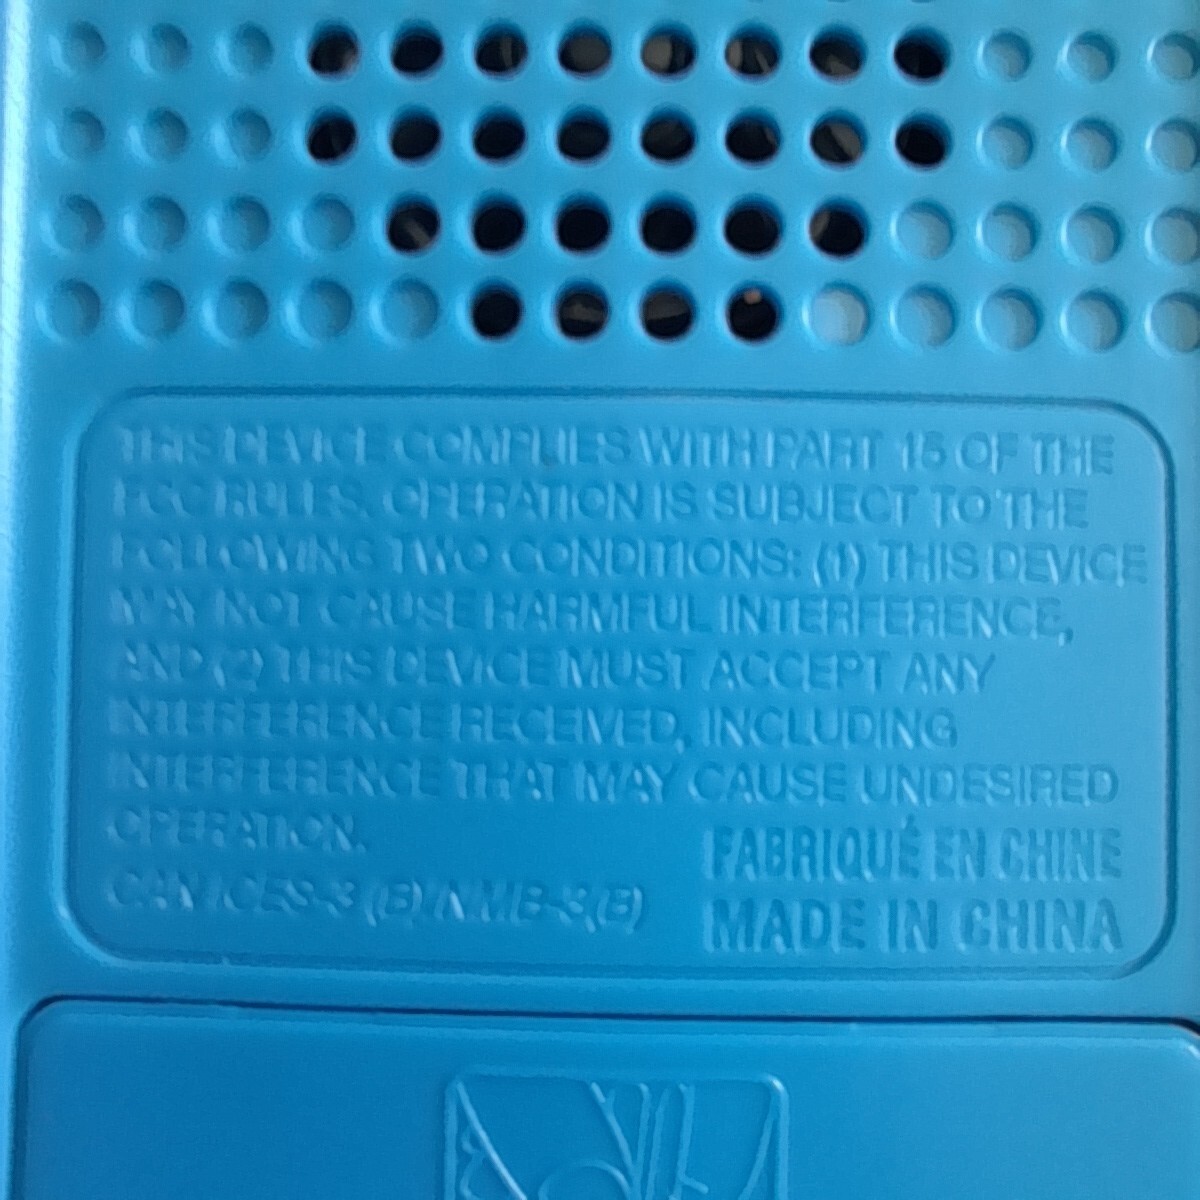 THIS DEVICE COMPLIES WITH PART 15 OF THE
FCC RULES. OPERATION IS SUBJECT TO THE
FOLLOWING TWO CONDITIONS: (1) THIS DEVICE
MAY NOT CAUSE HARMFUL INTERFERENCE,
AND (2) THIS DEVICE MUST ACCEPT ANY
INTERFERENCE RECEIVED, INCLUDING
INTERFERENCE THAT MAY CAUSE UNDESIRED
OPERATION.
CAN ICES-3 (B)/NMB-3(B)
FABRIQUÉ EN CHINE
MADE IN CHINA